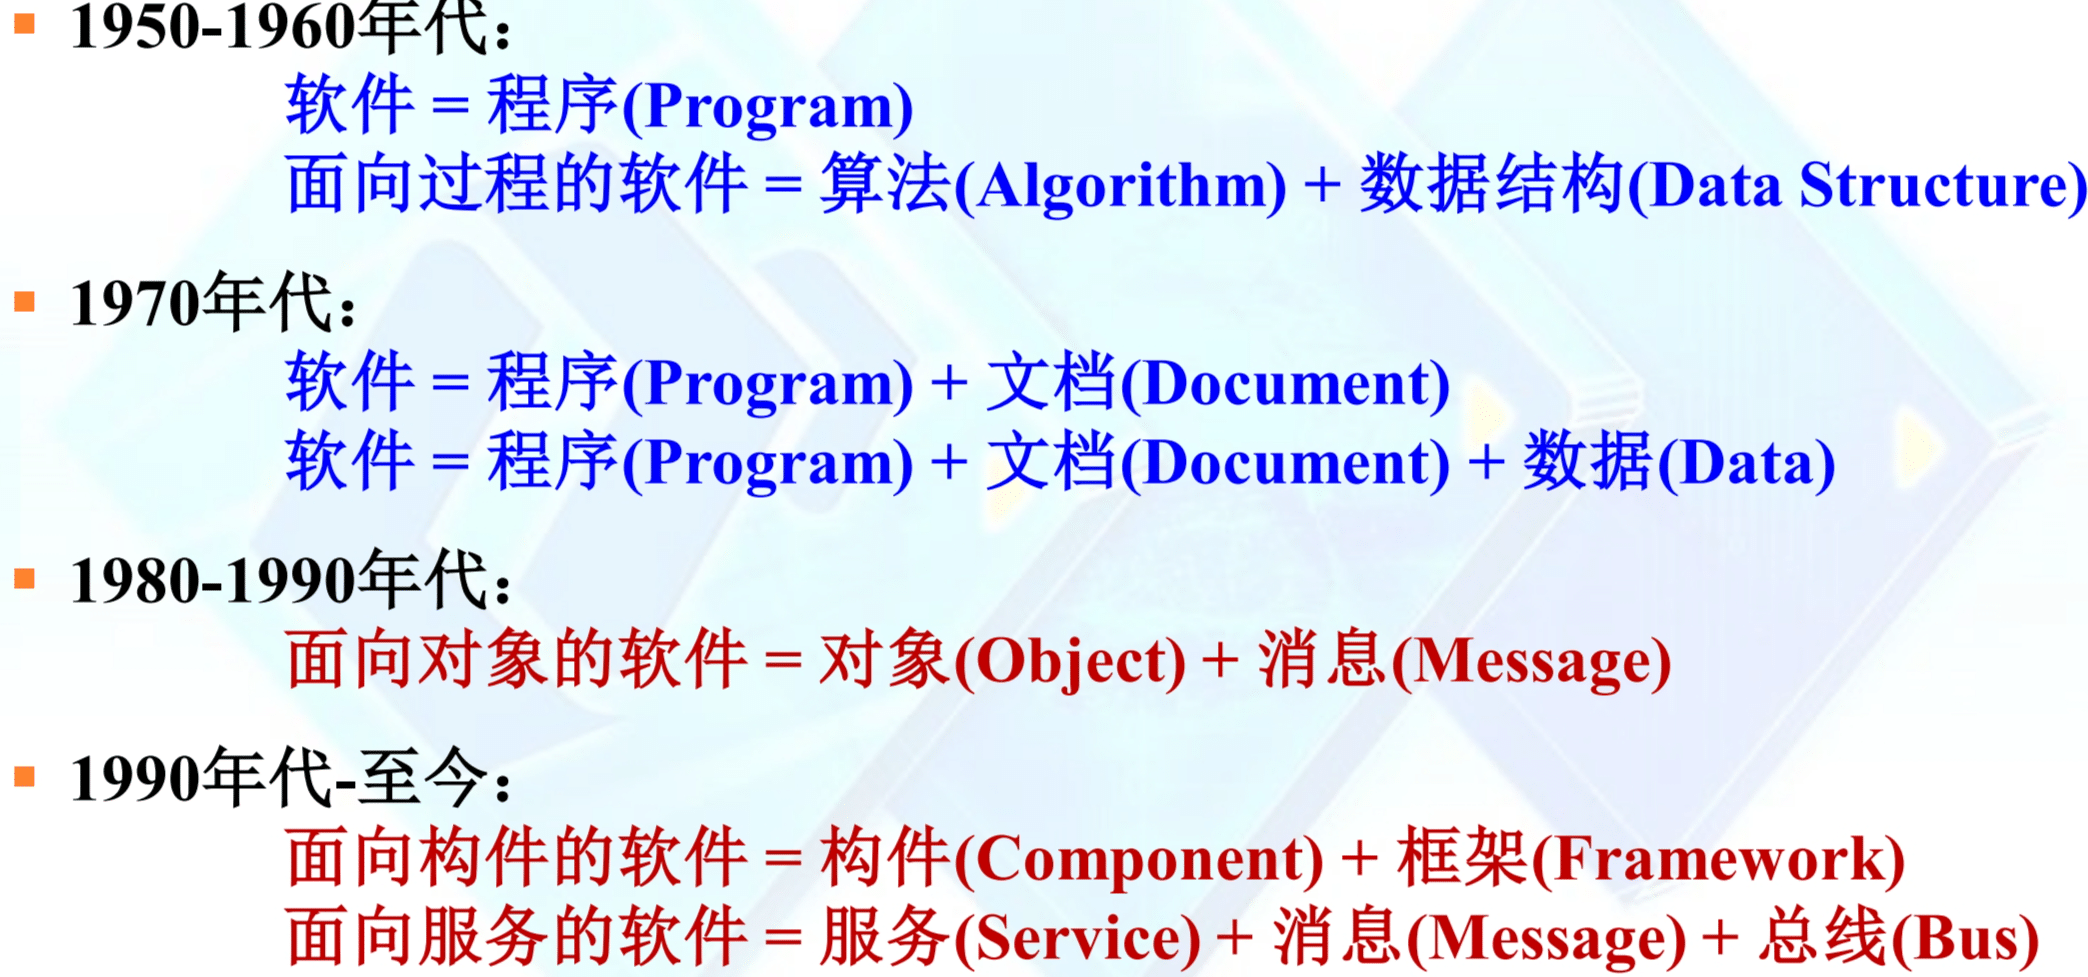 1950-1960年代：
软件 = 程序(Program)
面向过程的软件 = 算法(Algorithm) + 数据结构(Data Structure)
1970年代：
软件 = 程序(Program) + 文档(Document)
软件 = 程序(Program) + 文档(Document) + 数据(Data)
1980-1990年代：
面向对象的软件 = 对象(Object) + 消息(Message)
1990年代-至今：
面向构件的软件 = 构件(Component) + 框架(Framework)
面向服务的软件 = 服务(Service) + 消息(Message) + 总线(Bus)